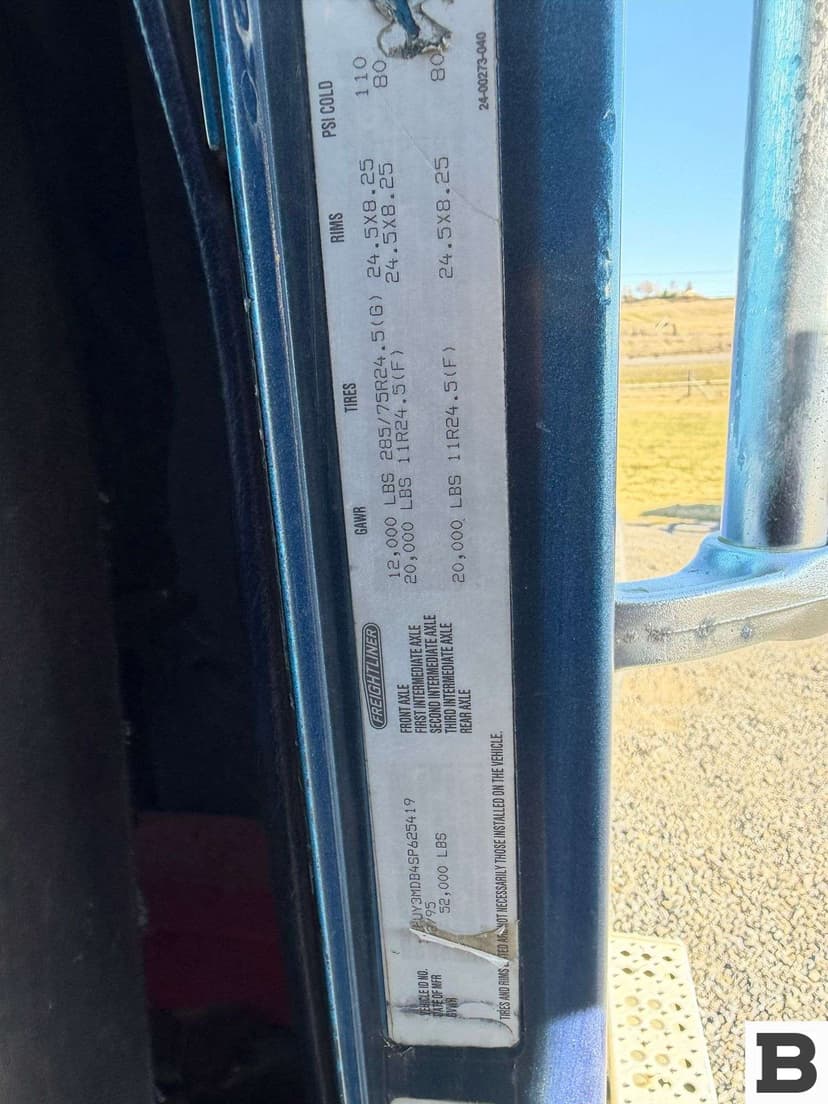 VEHICLE ID NO. UY3MDB4SP625419
DATE OF MFR /95
GVWR 52,000 LBS
TIRES AND RIMS NOT NECESSARILY THOSE INSTALLED ON THE VEHICLE.
FREIGHTLINER
GAWR TIRES RIMS PSI COLD
FRONT AXLE 12,000 LBS 285/75R24.5(G) 24.5X8.25 110
FIRST INTERMEDIATE AXLE 20,000 LBS 11R24.5(F) 24.5X8.25 80
SECOND INTERMEDIATE AXLE
THIRD INTERMEDIATE AXLE
REAR AXLE 20,000 LBS 11R24.5(F) 24.5X8.25 80
24-00273-040
B